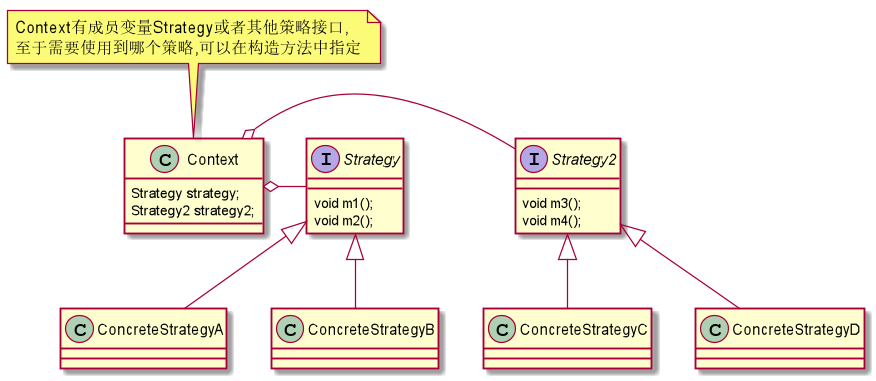 Context有成员变量Strategy或者其他策略接口,
至于需要使用到哪个策略,可以在构造方法中指定
C Context
Strategy strategy;
Strategy2 strategy2;
I Strategy
void m1();
void m2();
I Strategy2
void m3();
void m4();
C ConcreteStrategyA
C ConcreteStrategyB
C ConcreteStrategyC
C ConcreteStrategyD